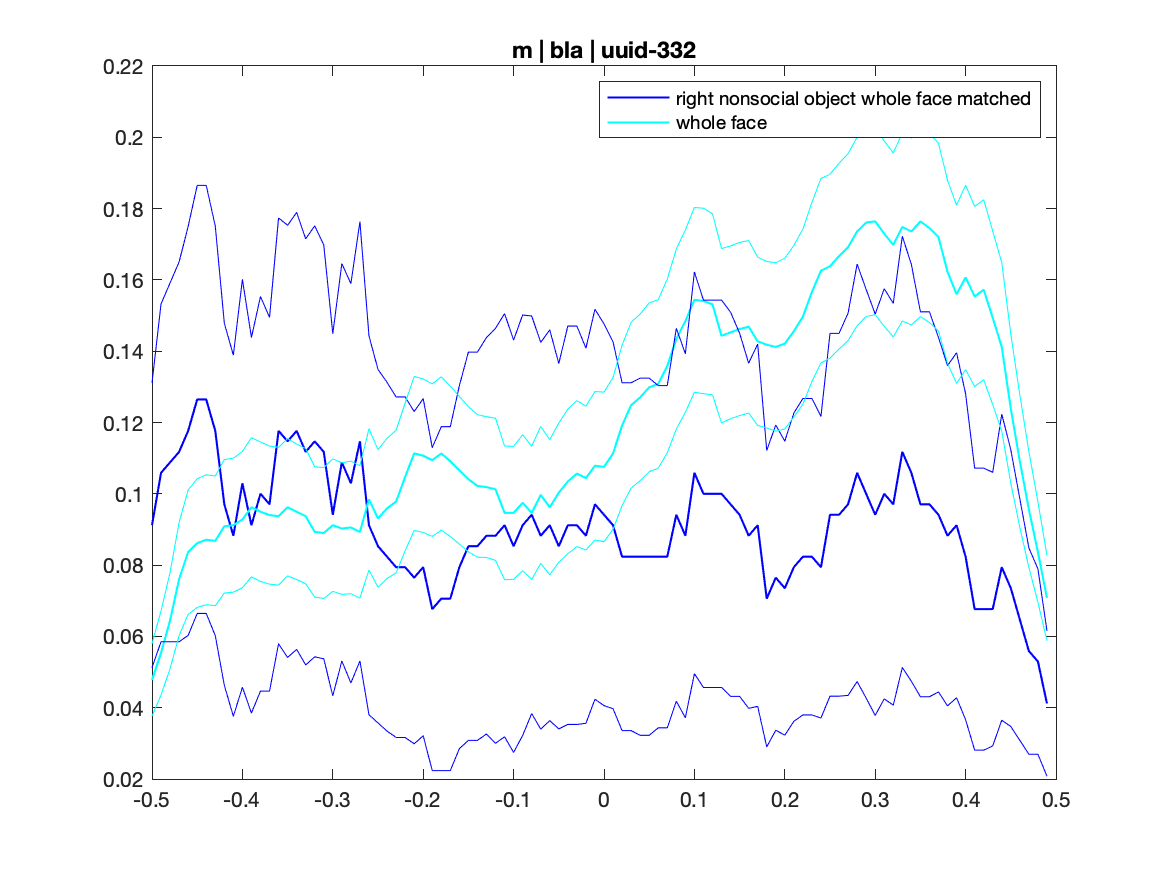 m | bla | uuid-332
0.22
0.2
0.18
0.16
0.14
0.12
0.1
0.08
0.06
0.04
0.02
right nonsocial object whole face matched
whole face
-0.5 -0.4 -0.3 -0.2 -0.1 0 0.1 0.2 0.3 0.4 0.5